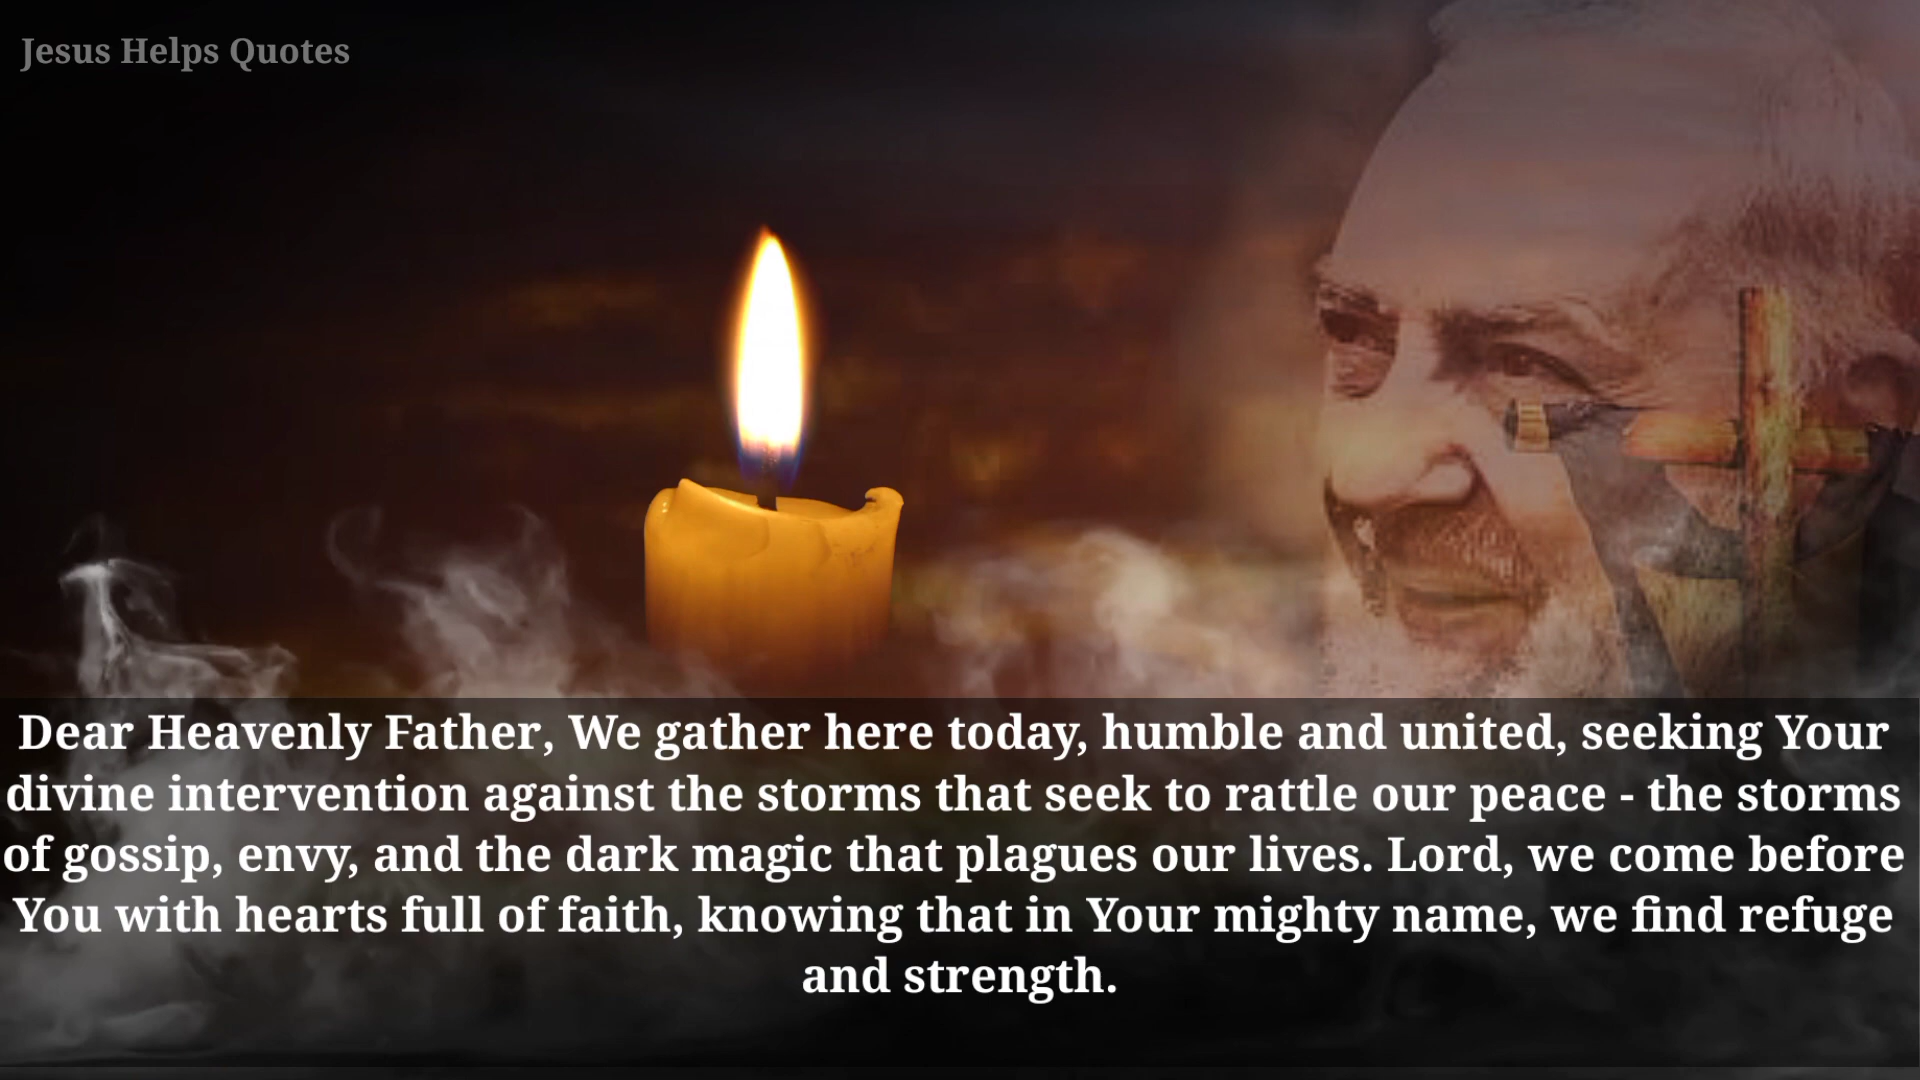 Jesus Helps Quotes
Dear Heavenly Father, We gather here today, humble and united, seeking Your
divine intervention against the storms that seek to rattle our peace - the storms
of gossip, envy, and the dark magic that plagues our lives. Lord, we come before
You with hearts full of faith, knowing that in Your mighty name, we find refuge
and strength.